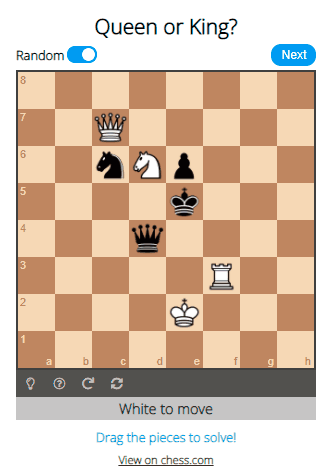 Queen or King?
Random Next
8
7
6
5
4
3
2
1
a b c d e f g h
White to move
Drag the pieces to solve!
View on chess.com